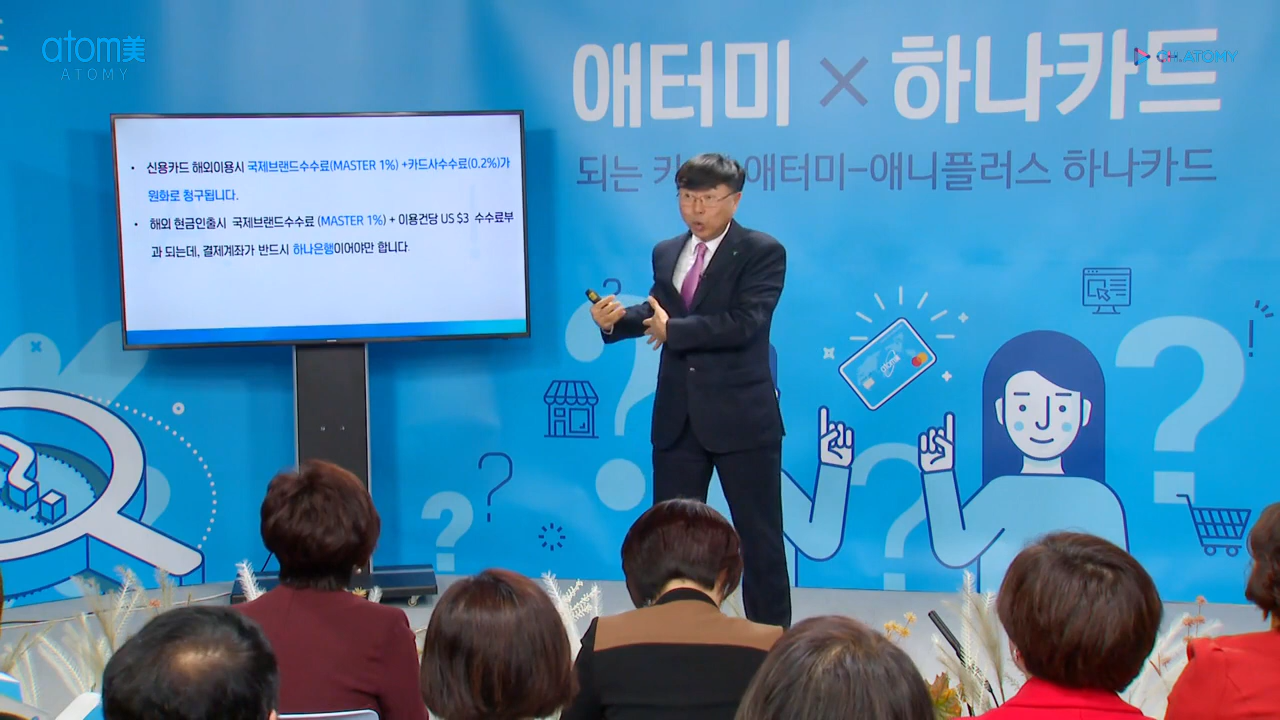 atom美
ATOMY
애터미 × 하나카드
CH.ATOMY
되는 카 애터미-애니플러스 하나카드
• 신용카드 해외이용시 국제브랜드수수료(MASTER 1%) +카드사수수료(0.2%)가
원화로 청구됩니다.
• 해외 현금인출시 국제브랜드수수료 (MASTER 1%) + 이용건당 US $3 수수료부
과 되는데, 결제계좌가 반드시 하나은행이어야만 합니다.
atom美